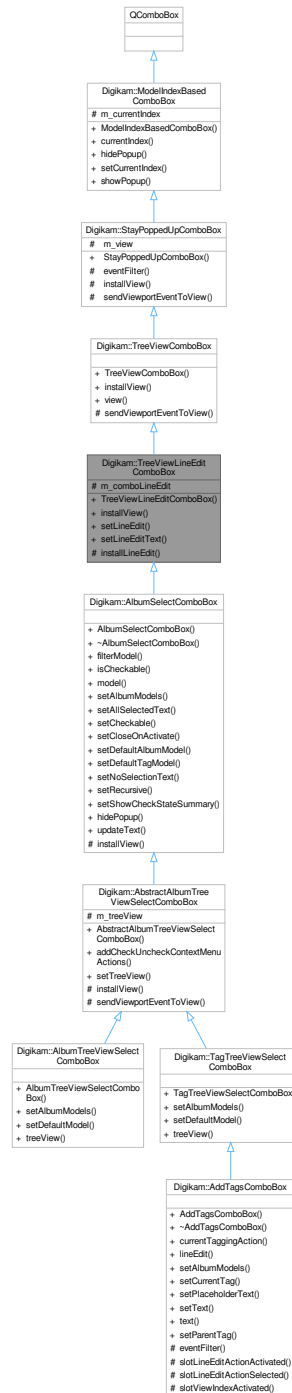 QComboBox
Digikam::ModelIndexBased
ComboBox
# m_currentIndex
+ ModelIndexBasedComboBox()
+ currentIndex()
+ hidePopup()
+ setCurrentIndex()
+ showPopup()
Digikam::StayPoppedUpComboBox
# m_view
+ StayPoppedUpComboBox()
# eventFilter()
# installView()
# sendViewportEventToView()
Digikam::TreeViewComboBox
+ TreeViewComboBox()
+ installView()
+ view()
# sendViewportEventToView()
Digikam::TreeViewLineEdit
ComboBox
# m_comboLineEdit
+ TreeViewLineEditComboBox()
+ installView()
+ setLineEdit()
+ setLineEditText()
# installLineEdit()
Digikam::AlbumSelectComboBox
+ AlbumSelectComboBox()
+ ~AlbumSelectComboBox()
+ filterModel()
+ isCheckable()
+ model()
+ setAlbumModels()
+ setAllSelectedText()
+ setCheckable()
+ setCloseOnActivate()
+ setDefaultAlbumModel()
+ setDefaultTagModel()
+ setNoSelectionText()
+ setRecursive()
+ setShowCheckStateSummary()
+ hidePopup()
+ updateText()
# installView()
Digikam::AbstractAlbumTree
ViewSelectComboBox
# m_treeView
+ AbstractAlbumTreeViewSelect
ComboBox()
+ addCheckUncheckContextMenu
Actions()
+ setTreeView()
# installView()
# sendViewportEventToView()
Digikam::AlbumTreeViewSelect
ComboBox
+ AlbumTreeViewSelectCombo
Box()
+ setAlbumModels()
+ setDefaultModel()
+ treeView()
Digikam::TagTreeViewSelect
ComboBox
+ TagTreeViewSelectComboBox()
+ setAlbumModels()
+ setDefaultModel()
+ treeView()
Digikam::AddTagsComboBox
+ AddTagsComboBox()
+ ~AddTagsComboBox()
+ currentTaggingAction()
+ lineEdit()
+ setAlbumModels()
+ setCurrentTag()
+ setPlaceholderText()
+ setText()
+ text()
+ setParentTag()
# eventFilter()
# slotLineEditActionActivated()
# slotLineEditActionSelected()
# slotViewIndexActivated()